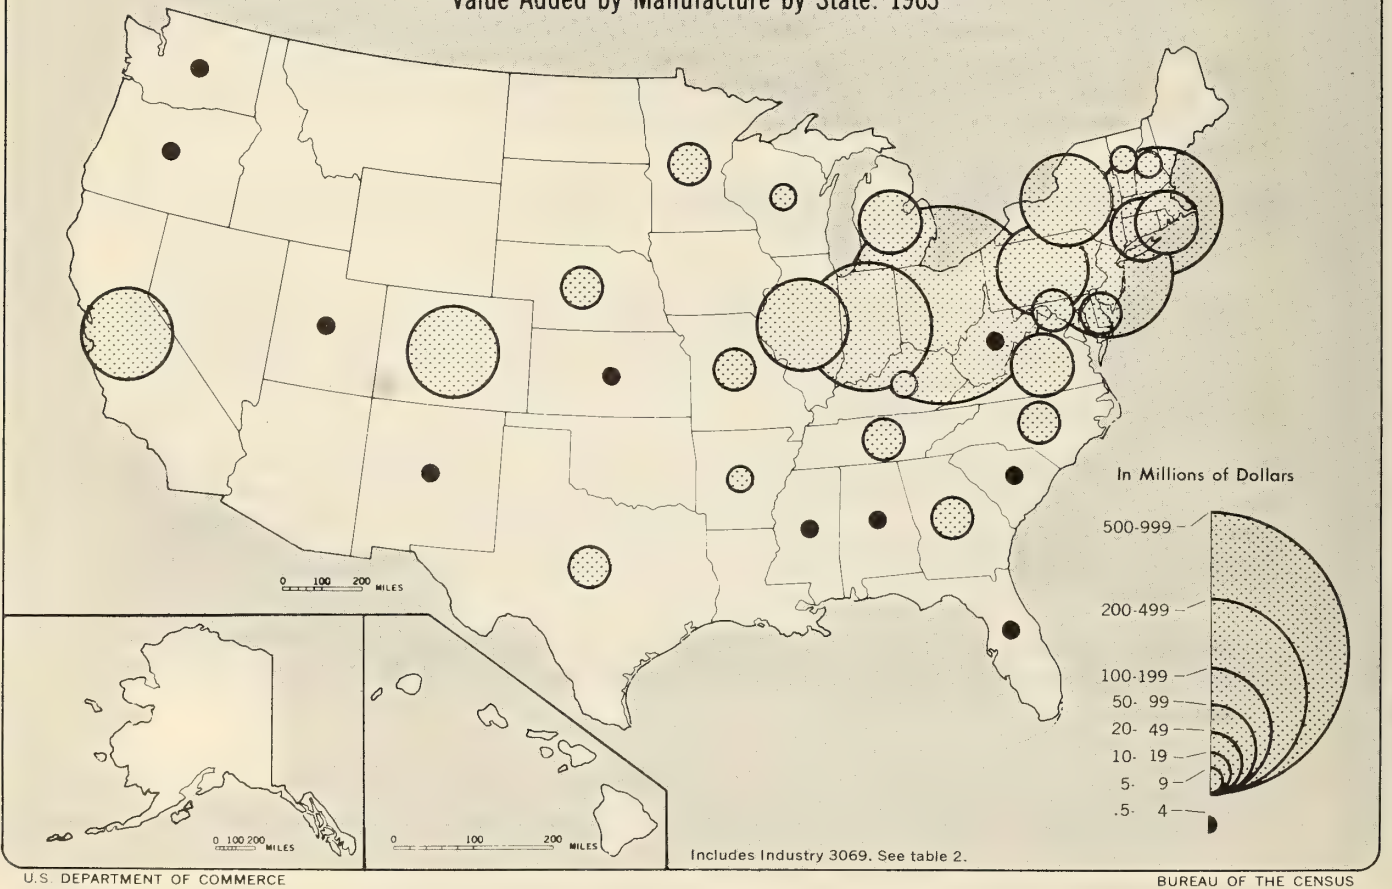 Value Added by Manufacture by State: 1963
In Millions of Dollars
500-999
200-499
100-199
50- 99
20- 49
10- 19
5- 9
.5- 4
0 100 200 MILES
0 100 200 MILES
0 100 200 MILES
Includes Industry 3069. See table 2.
U.S. DEPARTMENT OF COMMERCE
BUREAU OF THE CENSUS